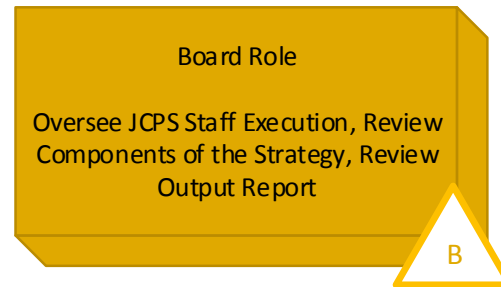 Board Role
Oversee JCPS Staff Execution, Review
Components of the Strategy, Review
Output Report
B